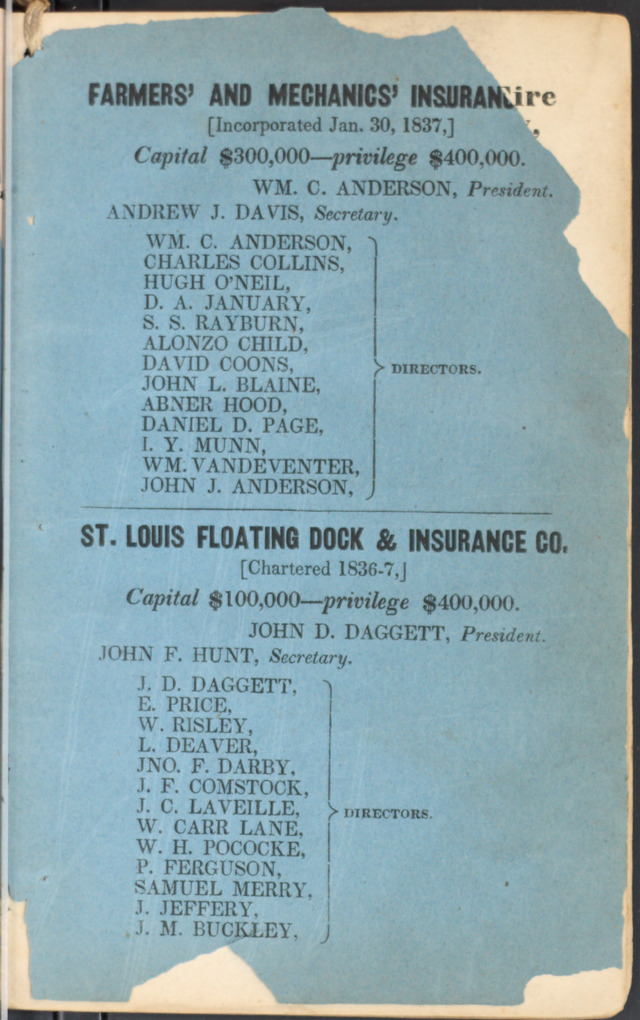 FARMERS' AND MECHANICS' INSURAN ire
[Incorporated Jan. 30, 1837,]
Capital $300,000—privilege $400,000.
WM. C. ANDERSON, President.
ANDREW J. DAVIS, Secretary.
WM. C. ANDERSON,
CHARLES COLLINS,
HUGH O'NEIL,
D. A. JANUARY,
S. S. RAYBURN,
ALONZO CHILD,
DAVID COONS,
JOHN L. BLAINE,
ABNER HOOD,
DANIEL D. PAGE,
I. Y. MUNN,
WM. VANDEVENTER,
JOHN J. ANDERSON,
DIRECTORS.
ST. LOUIS FLOATING DOCK & INSURANCE CO.
[Chartered 1836-7,]
Capital $100,000—privilege $400,000.
JOHN D. DAGGETT, President.
JOHN F. HUNT, Secretary.
J. D. DAGGETT,
E. PRICE,
W. RISLEY,
L. DEAVER,
JNO. F. DARBY,
J. F. COMSTOCK,
J. C. LAVEILLE,
W. CARR LANE,
W. H. POCOCKE,
P. FERGUSON,
SAMUEL MERRY,
J. JEFFERY,
J. M. BUCKLEY,
DIRECTORS.